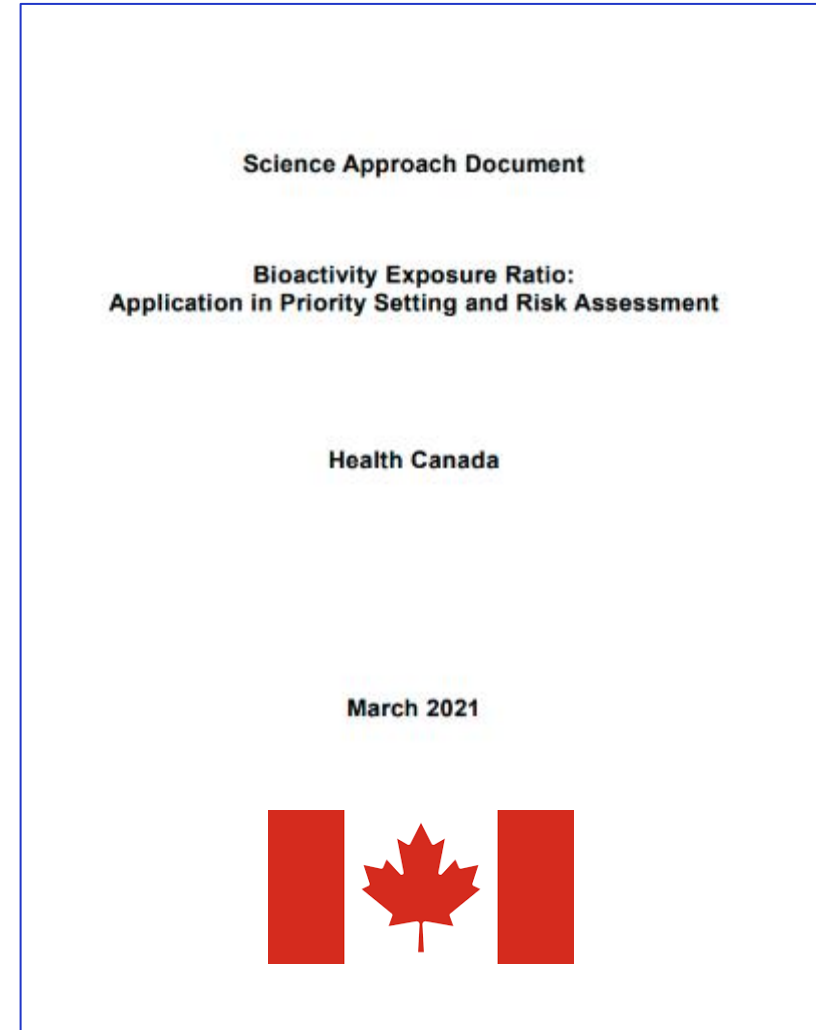 Science Approach Document
Bioactivity Exposure Ratio:
Application in Priority Setting and Risk Assessment
Health Canada
March 2021